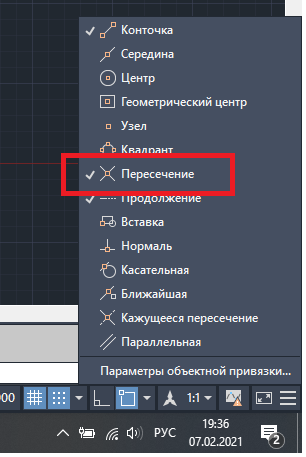 Конточка
Середина
Центр
Геометрический центр
Узел
Квадрант
Пересечение
Продолжение
Вставка
Нормаль
Касательная
Ближайшая
Кажущееся пересечение
Параллельная
Параметры объектной привязки...
000 1:1
РУС 19:36
07.02.2021 2